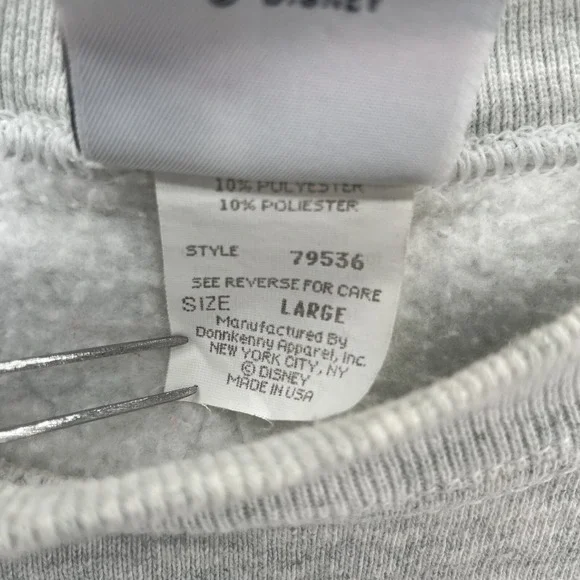 © DISNEY
10% POLYESTER
10% POLIESTER
STYLE 79536
SEE REVERSE FOR CARE
SIZE LARGE
Manufactured By
Donnkenny Apparel, Inc.
NEW YORK CITY, NY
© DISNEY
MADE IN USA